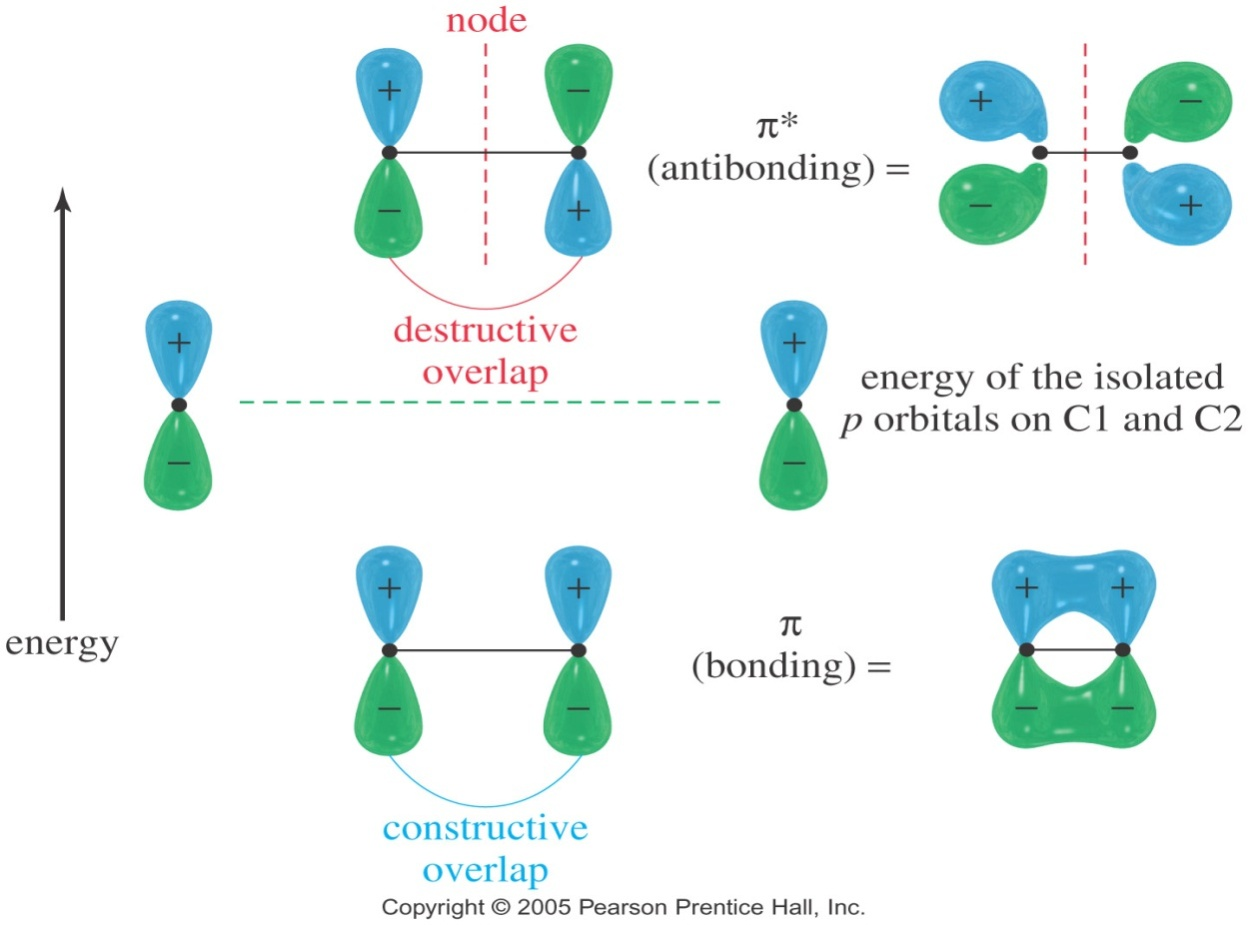 node
+
−
π*
(antibonding) =
+
−
−
+
−
+
destructive
overlap
+
−
+
−
energy of the isolated
p orbitals on C1 and C2
energy
+
+
−
−
π
(bonding) =
+
+
−
−
constructive
overlap
Copyright © 2005 Pearson Prentice Hall, Inc.